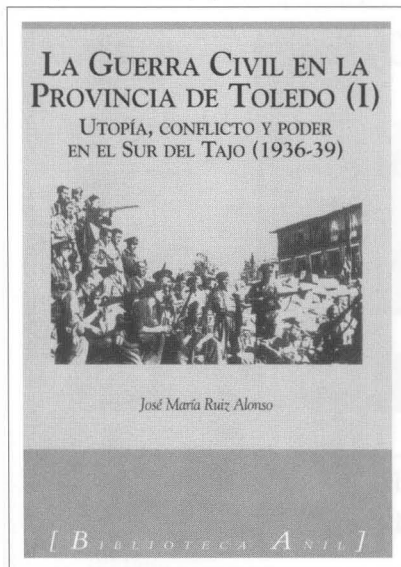 LA GUERRA CIVIL EN LA
PROVINCIA DE TOLEDO (I)
UTOPÍA, CONFLICTO Y PODER
EN EL SUR DEL TAJO (1936-39)
José María Ruiz Alonso
[ BIBLIOTECA AÑIL ]